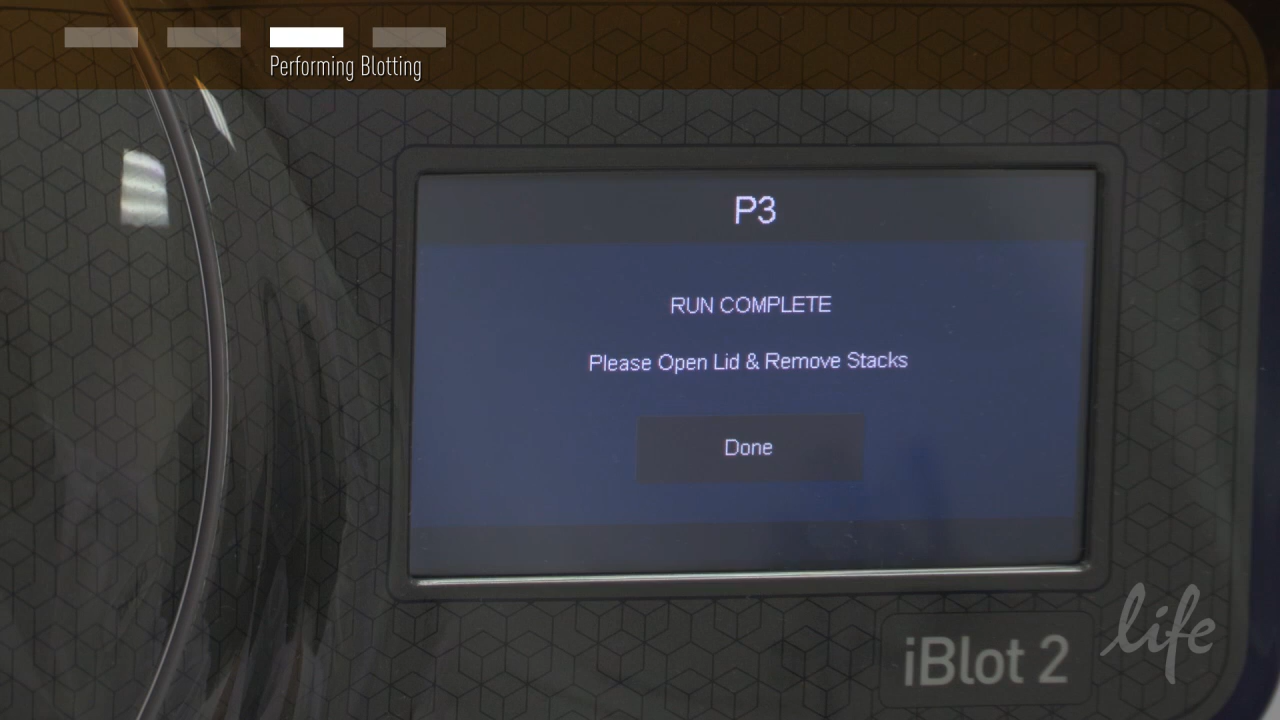 Performing Blotting
P3
RUN COMPLETE
Please Open Lid & Remove Stacks
Done
iBlot 2
life